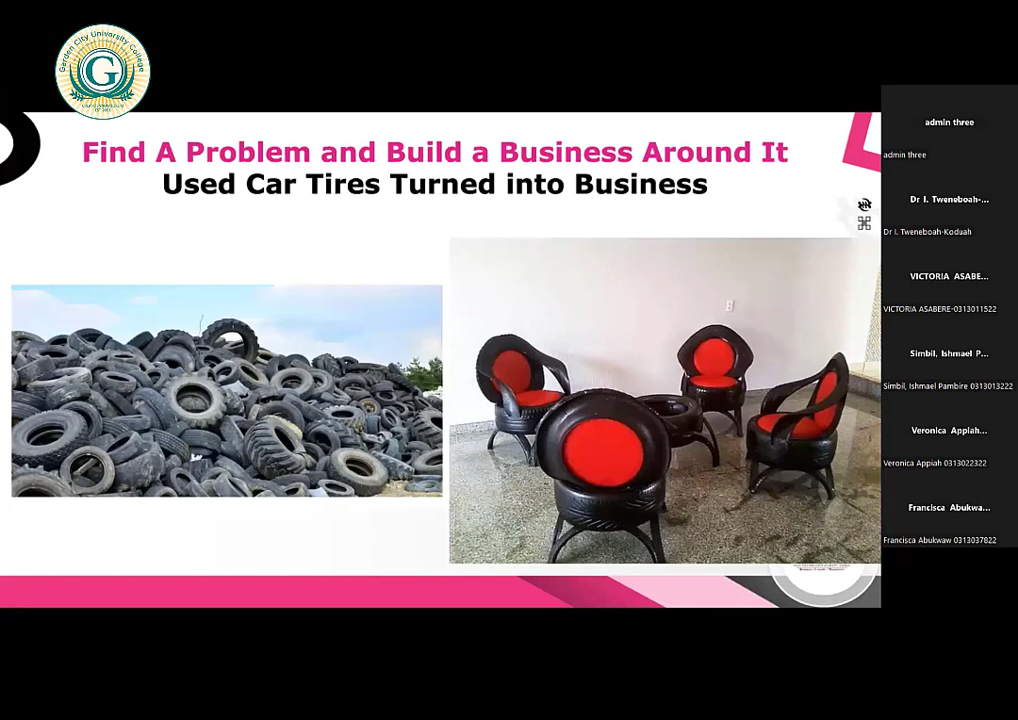 Garden City University College
G
Find A Problem and Build a Business Around It
Used Car Tires Turned into Business
admin three
admin three
Dr I. Tweneboah-...
Dr I. Tweneboah-Koduah
VICTORIA ASABE...
VICTORIA ASABERE-0313011522
Simbil, Ishmael P...
Simbil, Ishmael Pambire 0313013222
Veronica Appiah...
Veronica Appiah 0313022322
Francisca Abukwa...
Francisca Abukwaw 0313037822